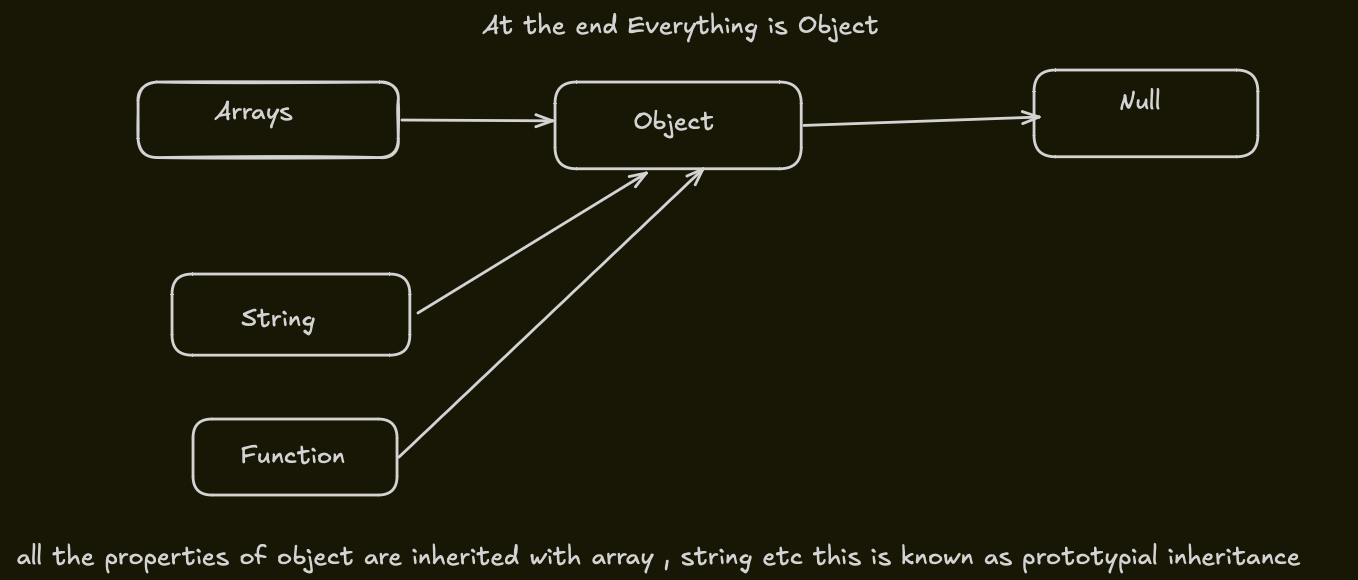 At the end Everything is Object
Arrays
Object
Null
String
Function
all the properties of object are inherited with array , string etc this is known as prototypial inheritance